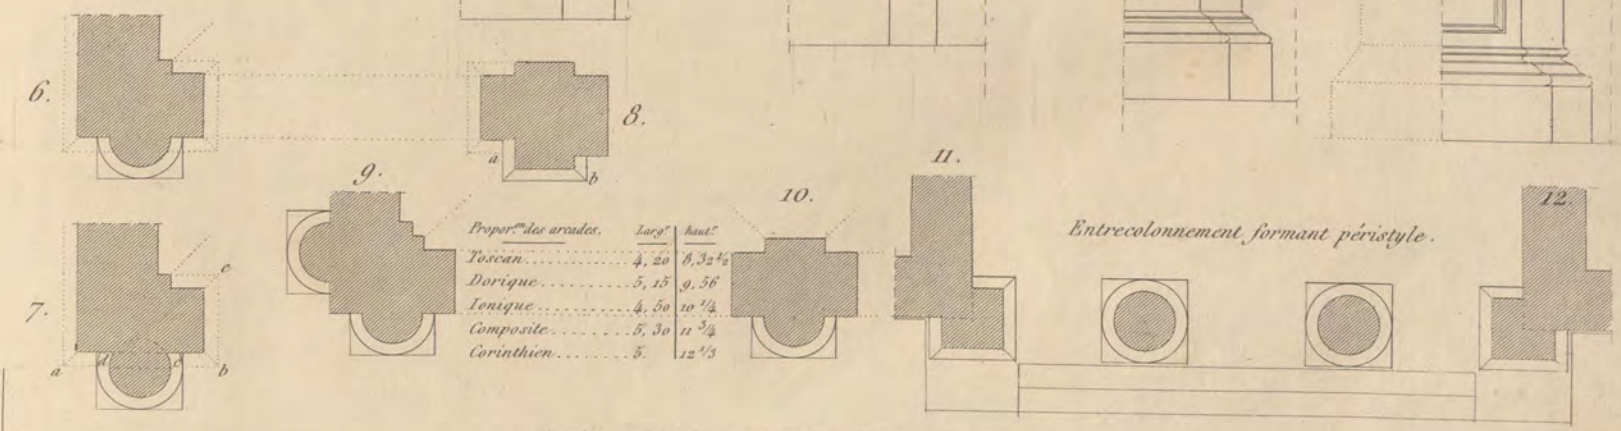 6.
8.
a
b
9.
11.
10.
12.
Propor.ons des arcades. Larg.r haut.r
Toscan 4, 20 8, 32 1/2
Dorique 5, 15 9, 56
Ionique 4, 50 10 1/4
Composite 5, 30 11 3/4
Corinthien 5. 12 1/3
Entrecolonnement formant péristyle.
7.
e
a d c b